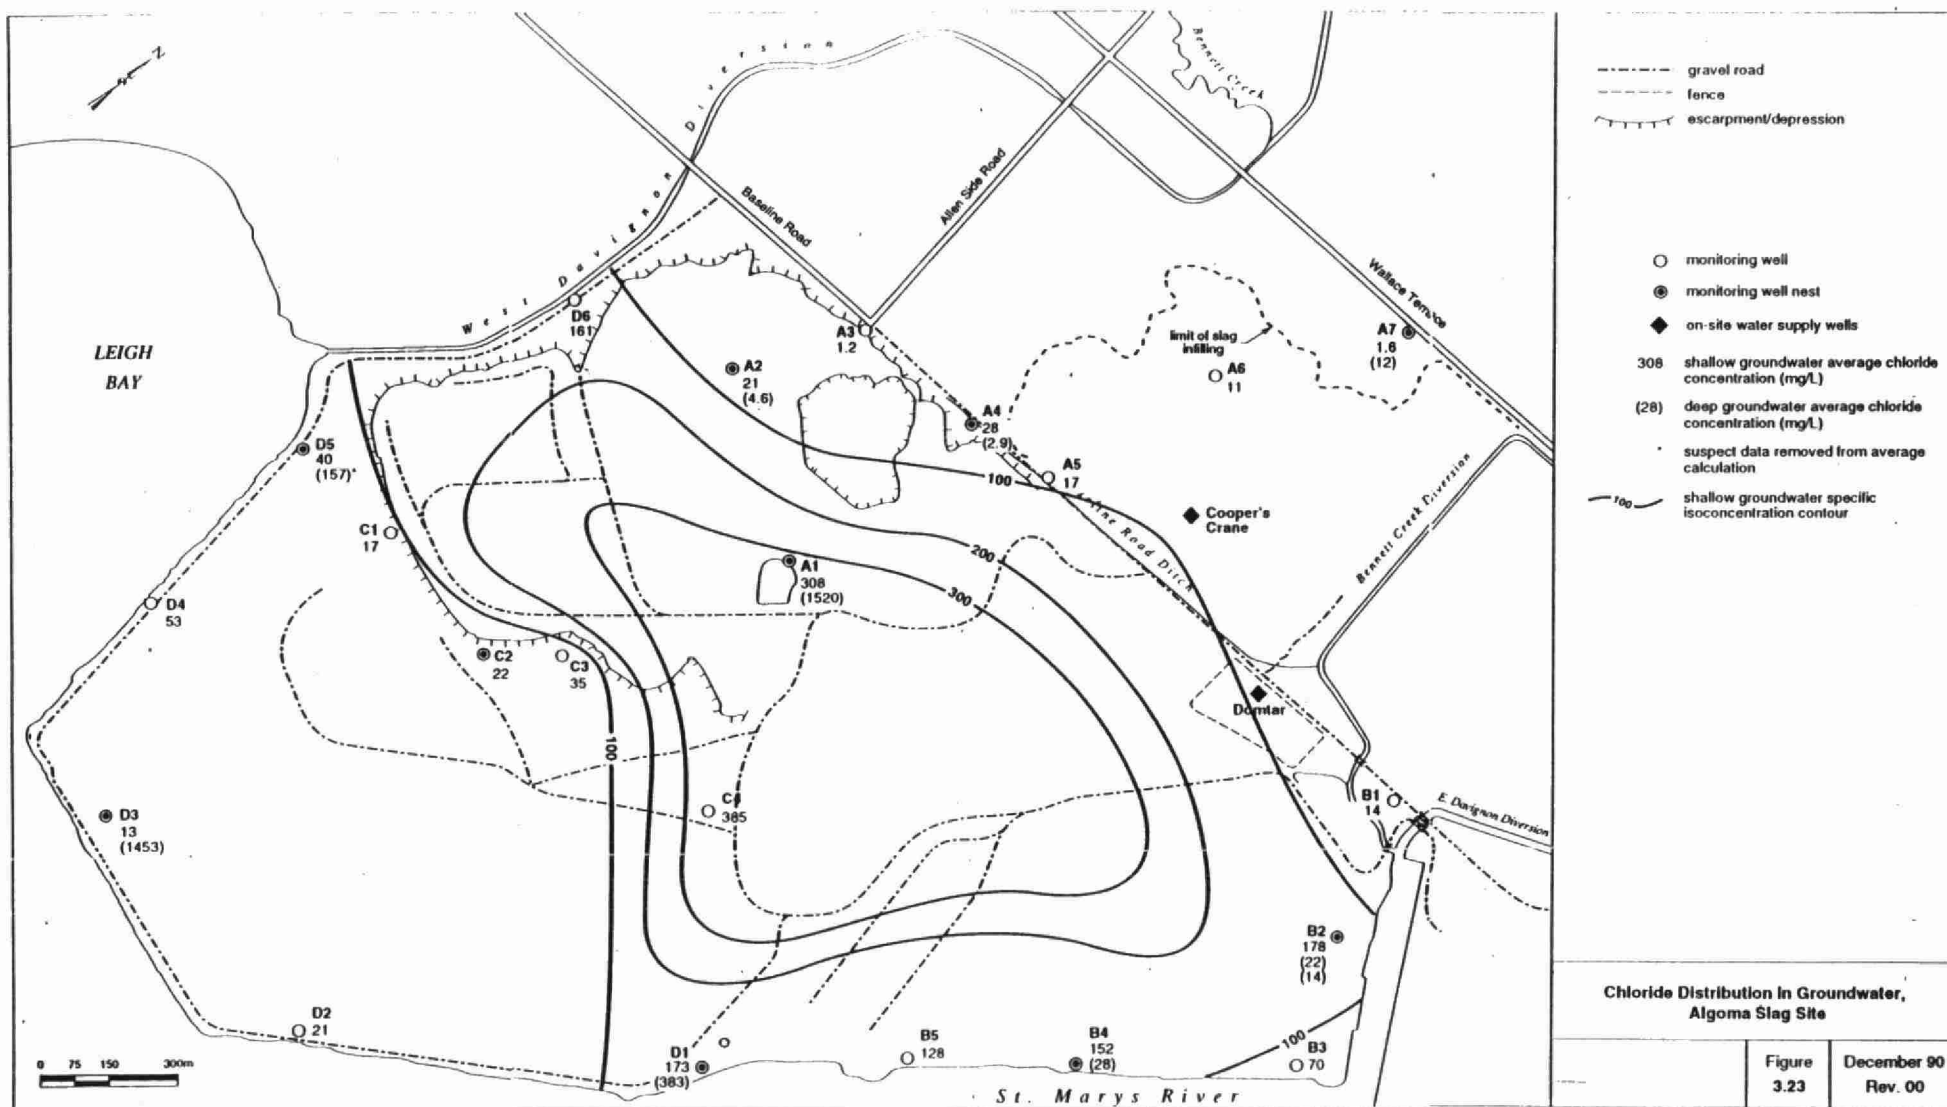 N
West Davignon Diversion
Bennett Creek
Baseline Road
Allen Side Road
Wallace Terrace
LEIGH
BAY
D6
161
A3
1.2
A2
21
(4.6)
limit of slag
infilling
A6
11
A7
1.6
(12)
A4
28
(2.9)
D5
40
(157)*
A5
17
100
Cooper's
Crane
Road Ditch
Bennett Creek Diversion
C1
17
200
A1
308
(1520)
300
D4
53
C2
22
C3
35
Domtar
100
C4
385
B1
14
E. Davignon Diversion
D3
13
(1453)
B2
178
(22)
(14)
D2
21
D1
173
(383)
B5
128
B4
152
(28)
100
B3
70
0 75 150 300m
St. Marys River
gravel road
fence
escarpment/depression
monitoring well
monitoring well nest
on-site water supply wells
308 shallow groundwater average chloride
concentration (mg/L)
(28) deep groundwater average chloride
concentration (mg/L)
* suspect data removed from average
calculation
100 shallow groundwater specific
isoconcentration contour
Chloride Distribution In Groundwater,
Algoma Slag Site
Figure
3.23
December 90
Rev. 00